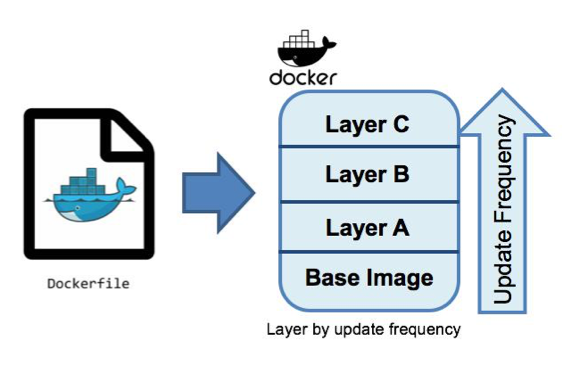 docker
Layer C
Layer B
Layer A
Base Image
Update Frequency
Dockerfile
Layer by update frequency